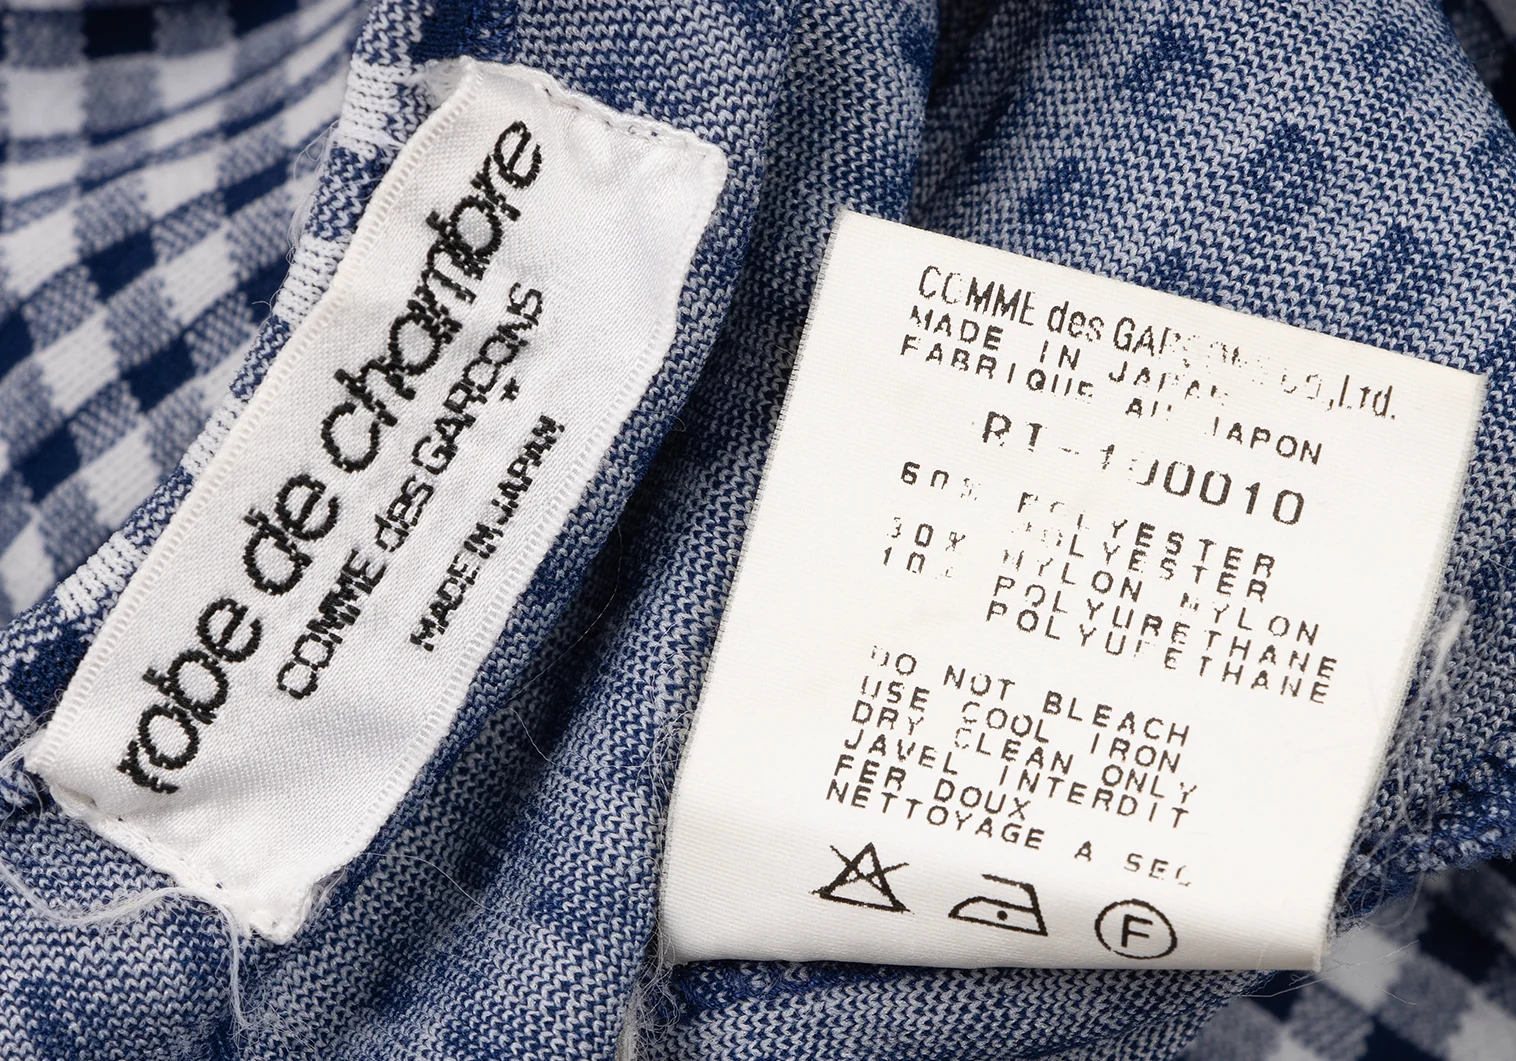 robe de chambre
COMME des GARÇONS
*
MADE IN JAPAN
COMME des GARÇONS Co.,Ltd.
MADE IN JAPAN
FABRIQUE AU JAPON
RT-100010
60% POLYESTER
POLYESTER
30% NYLON NYLON
10% POLYURETHANE
POLYURETHANE
DO NOT BLEACH
USE COOL IRON
DRY CLEAN ONLY
JAVEL INTERDIT
FER DOUX
NETTOYAGE A SEC
F